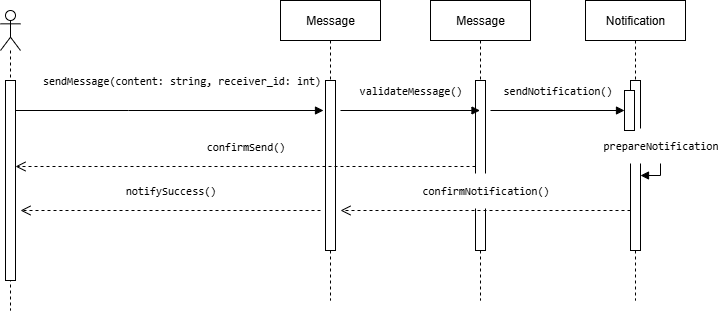 Message
Message
Notification
sendMessage(content: string, receiver_id: int)
validateMessage()
sendNotification()
confirmSend()
prepareNotification
notifySuccess()
confirmNotification()